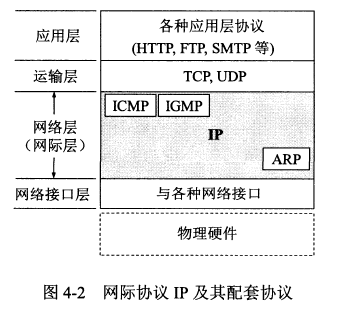 应用层
各种应用层协议
(HTTP, FTP, SMTP 等)
运输层
TCP, UDP
ICMP
IGMP
网络层
(网际层)
IP
ARP
网络接口层
与各种网络接口
物理硬件
图 4-2 网际协议 IP 及其配套协议